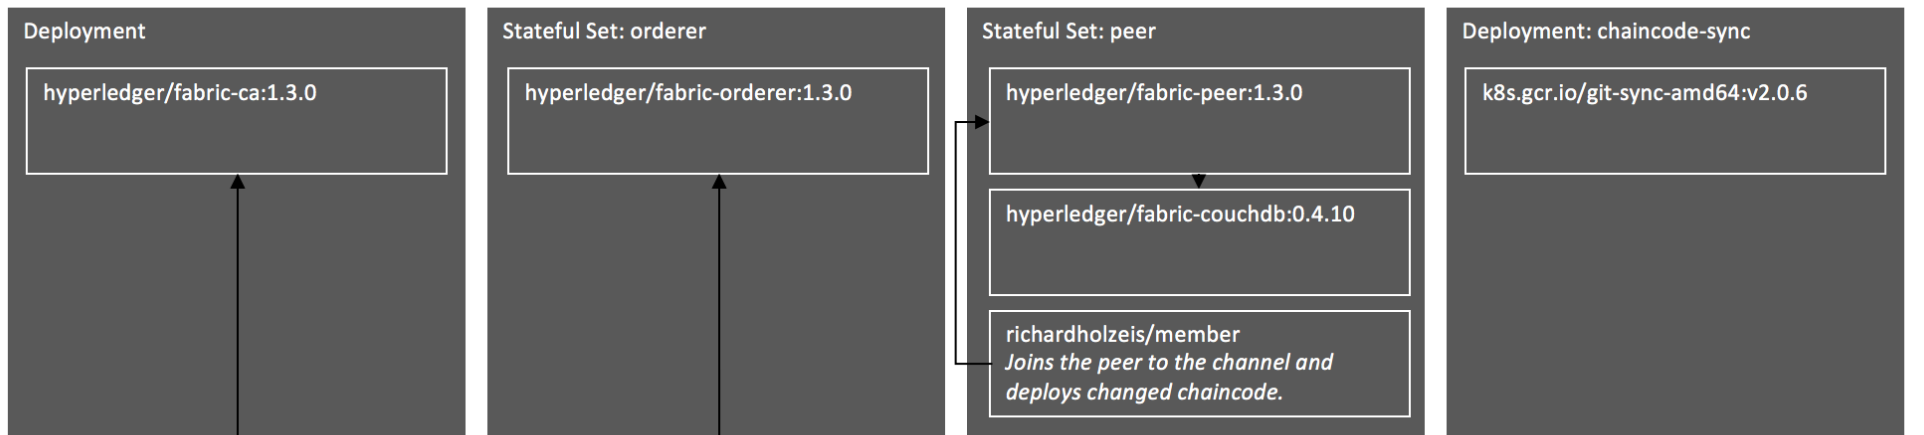 Deployment
hyperledger/fabric-ca:1.3.0
Stateful Set: orderer
hyperledger/fabric-orderer:1.3.0
Stateful Set: peer
hyperledger/fabric-peer:1.3.0
hyperledger/fabric-couchdb:0.4.10
richardholzeis/member
Joins the peer to the channel and
deploys changed chaincode.
Deployment: chaincode-sync
k8s.gcr.io/git-sync-amd64:v2.0.6